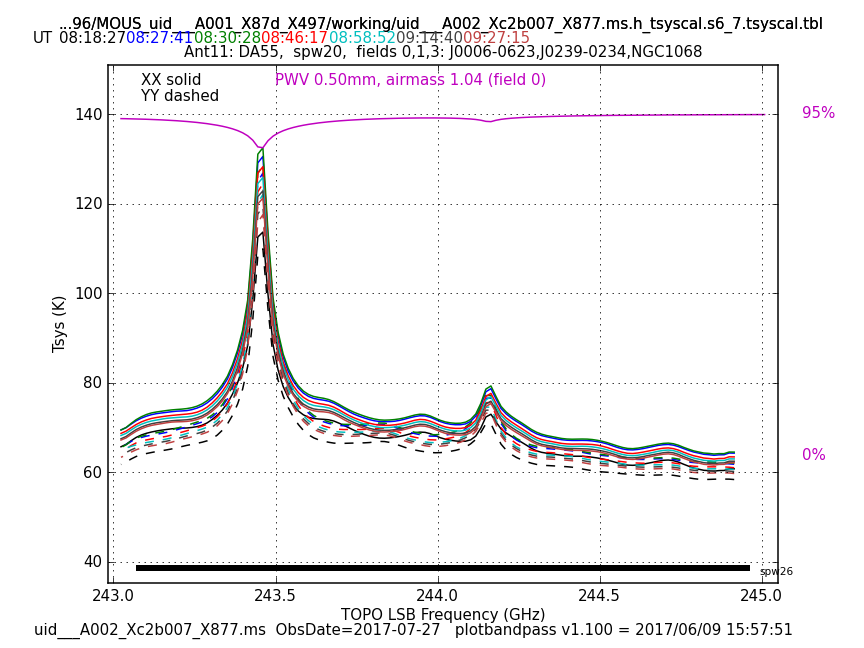 ...96/MOUS_uid___A001_X87d_X497/working/uid___A002_Xc2b007_X877.ms.h_tsyscal.s6_7.tsyscal.tbl
UT 08:18:27 08:27:41 08:30:28 08:46:17 08:58:52 09:14:40 09:27:15
Ant11: DA55, spw20, fields 0,1,3: J0006-0623,J0239-0234,NGC1068
XX solid
PWV 0.50mm, airmass 1.04 (field 0)
YY dashed
140
95%
120
100
Tsys (K)
80
60
0%
40
spw26
243.0 243.5 244.0 244.5 245.0
TOPO LSB Frequency (GHz)
uid___A002_Xc2b007_X877.ms ObsDate=2017-07-27 plotbandpass v1.100 = 2017/06/09 15:57:51